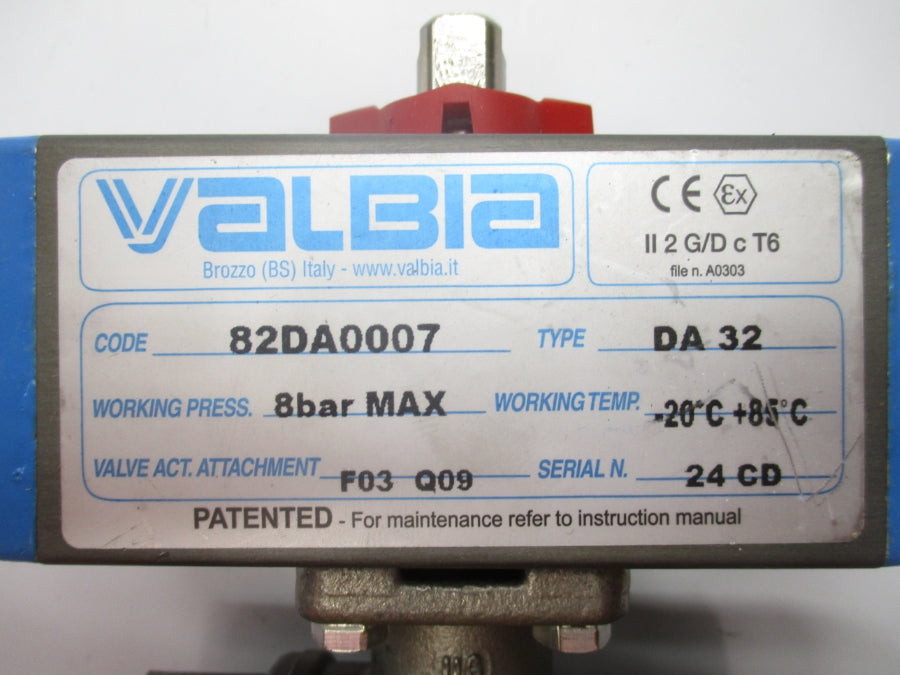 VALBIA
Brozzo (BS) Italy - www.valbia.it
CE Ex
II 2 G/D c T6
file n. A0303
CODE 82DA0007 TYPE DA 32
WORKING PRESS. 8bar MAX WORKING TEMP. -20°C +85°C
VALVE ACT. ATTACHMENT F03 Q09 SERIAL N. 24 CD
PATENTED - For maintenance refer to instruction manual